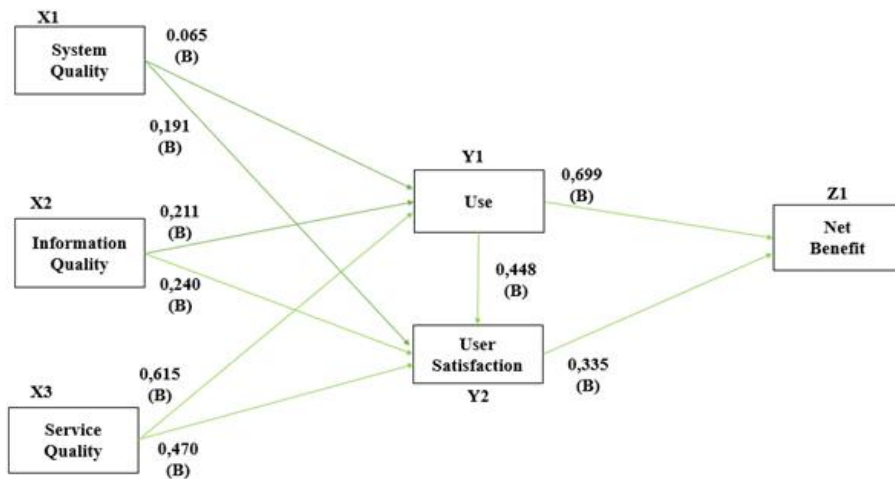 X1
System
Quality
0.065
(B)
0,191
(B)
Y1
Use
0,699
(B)
Z1
Net
Benefit
X2
Information
Quality
0,211
(B)
0,240
(B)
0,448
(B)
User
Satisfaction
Y2
0,335
(B)
X3
Service
Quality
0,615
(B)
0,470
(B)